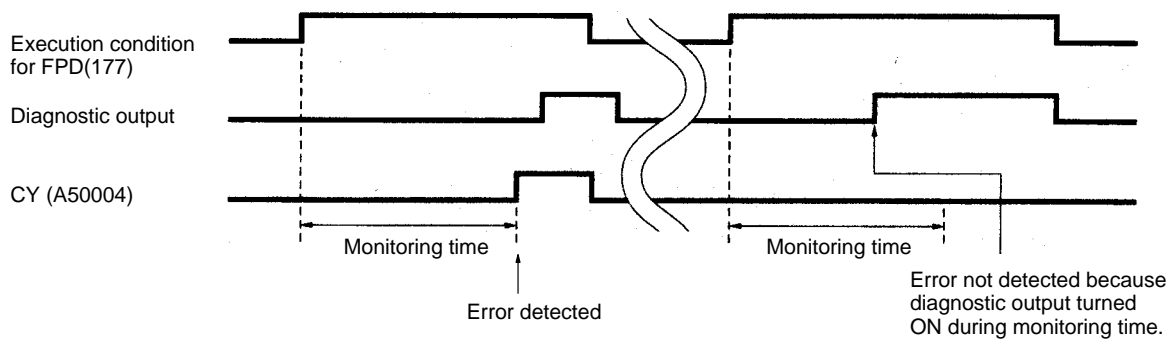 Execution condition
for FPD(177)
Diagnostic output
CY (A50004)
Monitoring time
Monitoring time
Error detected
Error not detected because
diagnostic output turned
ON during monitoring time.